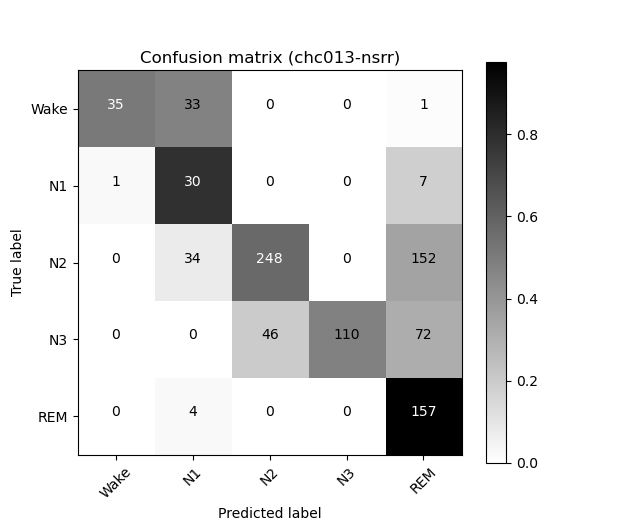 Confusion matrix (chc013-nsrr)
True label
Wake 35 33 0 0 1
N1 1 30 0 0 7
N2 0 34 248 0 152
N3 0 0 46 110 72
REM 0 4 0 0 157
Wake N1 N2 N3 REM
Predicted label
0.8
0.6
0.4
0.2
0.0